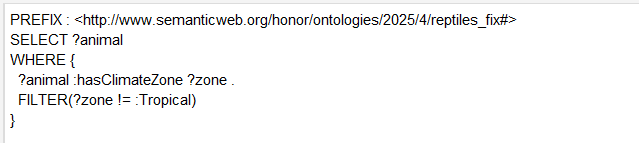 PREFIX : <http://www.semanticweb.org/honor/ontologies/2025/4/reptiles_fix#>
SELECT ?animal
WHERE {
  ?animal :hasClimateZone ?zone .
  FILTER(?zone != :Tropical)
}